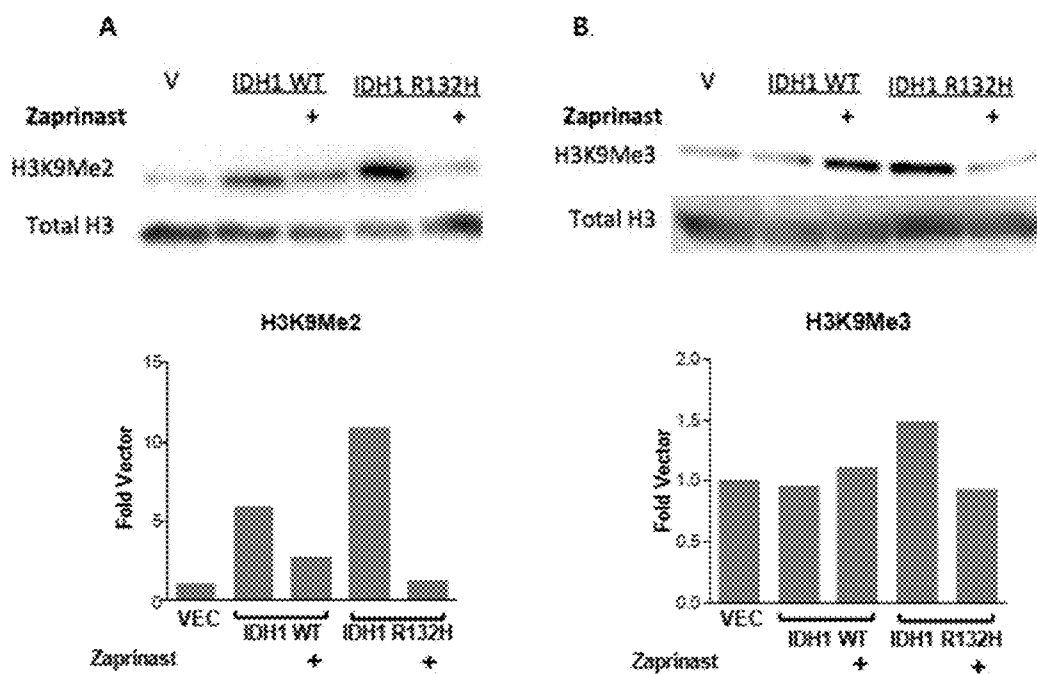 A
V IDH1 WT IDH1 R132H
Zaprinast + +
H3K9Me2
Total H3
H3K9Me2
Fold Vector
15
10
5
0
VEC IDH1 WT IDH1 R132H
Zaprinast + +
B.
V IDH1 WT IDH1 R132H
Zaprinast + +
H3K9Me3
Total H3
H3K9Me3
Fold Vector
2.0
1.5
1.0
0.5
0.0
VEC IDH1 WT IDH1 R132H
Zaprinast + +